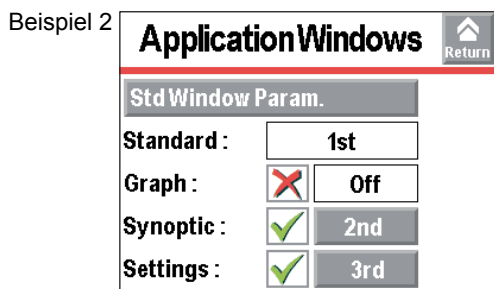 Beispiel 2
Application Windows
Return
Std Window Param.
Standard : 1st
Graph : Off
Synoptic : 2nd
Settings : 3rd